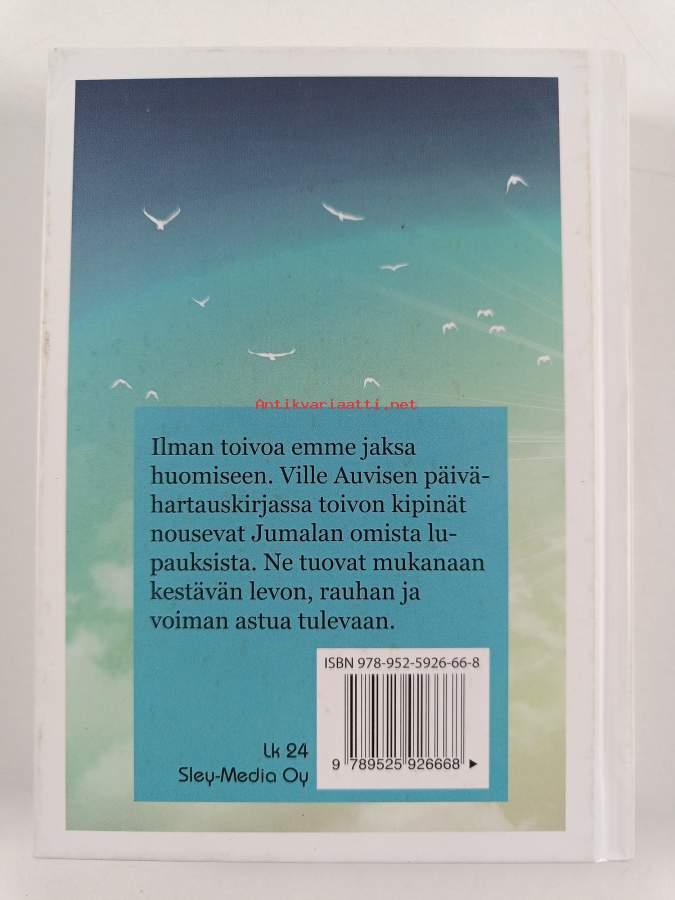 Antikvariaatti.net
Ilman toivoa emme jaksa
huomiseen. Ville Auvisen päivä-
hartauskirjassa toivon kipinät
nousevat Jumalan omista lu-
pauksista. Ne tuovat mukanaan
kestävän levon, rauhan ja
voiman astua tulevaan.
ISBN 978-952-5926-66-8
9 789525 926668
Lk 24
Sley-Media Oy